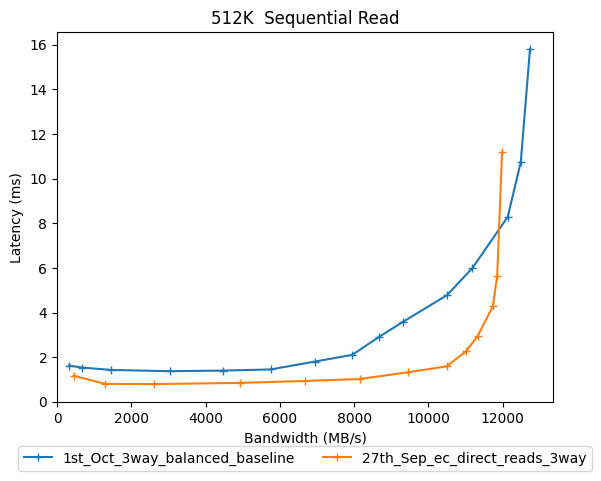 512K  Sequential Read
Latency (ms)
16
14
12
10
8
6
4
2
0
0 2000 4000 6000 8000 10000 12000
Bandwidth (MB/s)
1st_Oct_3way_balanced_baseline 27th_Sep_ec_direct_reads_3way